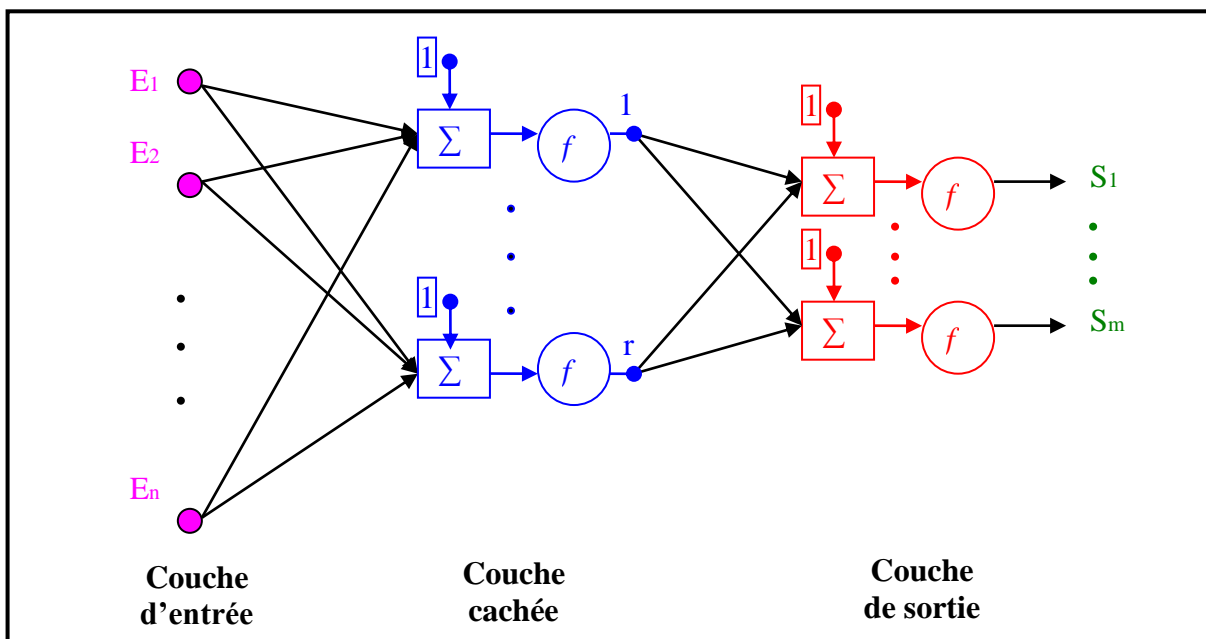 E1
1
Σ
f
1
E2
1
Σ
f
S1
1
Σ
f
Sm
1
Σ
f
r
En
Couche
d'entrée
Couche
cachée
Couche
de sortie